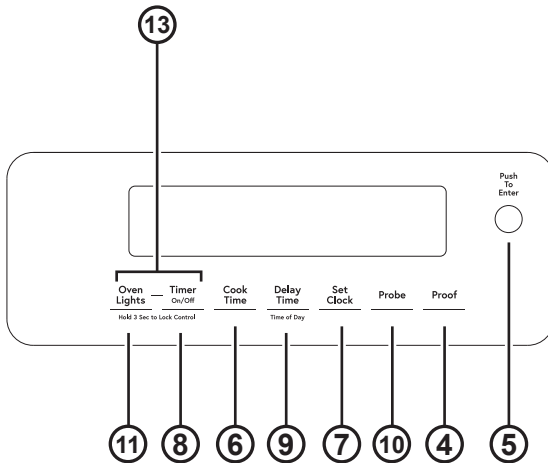 13
Push
To
Enter
Oven
Lights
Timer
On/Off
Hold 3 Sec to Lock Control
Cook
Time
Delay
Time
Time of Day
Set
Clock
Probe
Proof
11
8
6
9
7
10
4
5